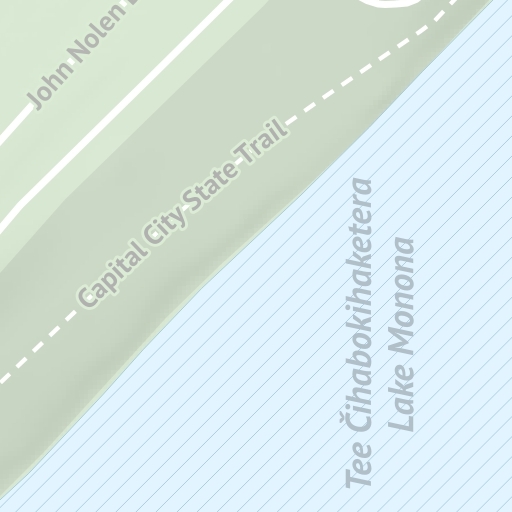 John Nolen
Capital City State Trail
Tee Čihabokihaketera
Lake Monona